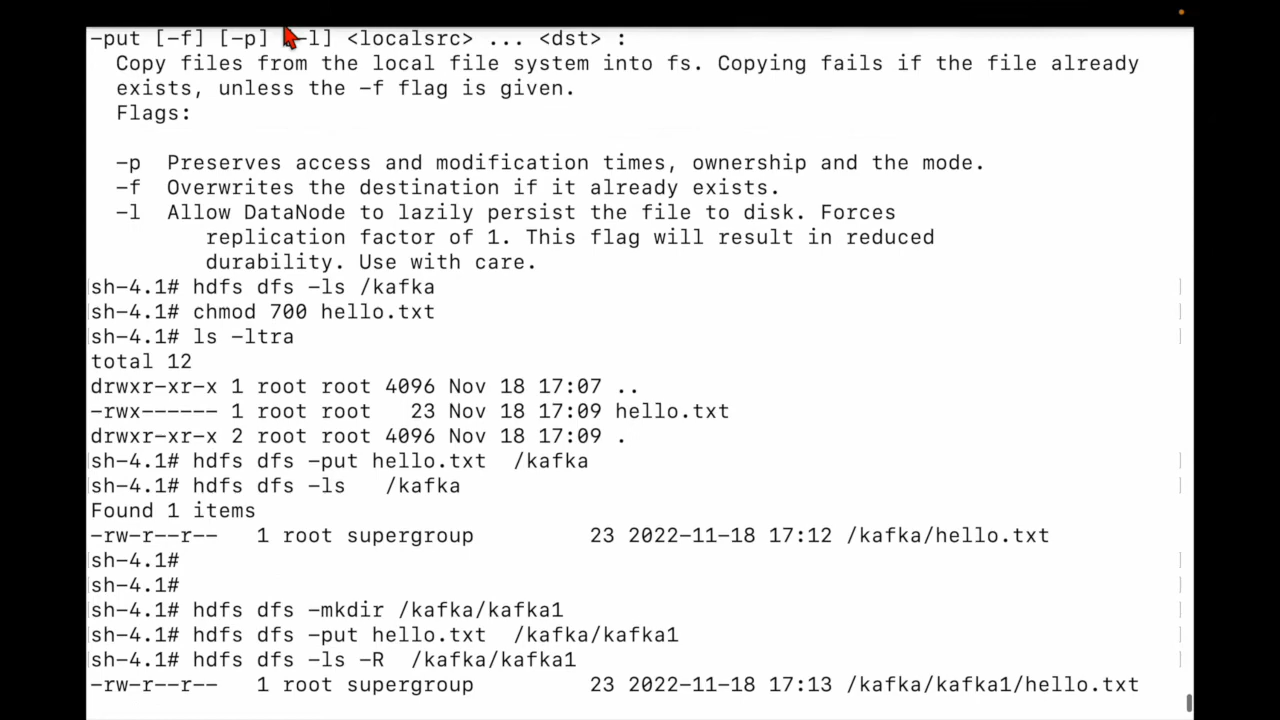 -put [-f] [-p] [-l] <localsrc> ... <dst> :
Copy files from the local file system into fs. Copying fails if the file already
exists, unless the -f flag is given.
Flags:
-p  Preserves access and modification times, ownership and the mode.
-f  Overwrites the destination if it already exists.
-l  Allow DataNode to lazily persist the file to disk. Forces
replication factor of 1. This flag will result in reduced
durability. Use with care.
sh-4.1# hdfs dfs -ls /kafka
sh-4.1# chmod 700 hello.txt
sh-4.1# ls -ltra
total 12
drwxr-xr-x 1 root root 4096 Nov 18 17:07 ..
-rwx------ 1 root root   23 Nov 18 17:09 hello.txt
drwxr-xr-x 2 root root 4096 Nov 18 17:09 .
sh-4.1# hdfs dfs -put hello.txt  /kafka
sh-4.1# hdfs dfs -ls   /kafka
Found 1 items
-rw-r--r--   1 root supergroup         23 2022-11-18 17:12 /kafka/hello.txt
sh-4.1#
sh-4.1#
sh-4.1# hdfs dfs -mkdir /kafka/kafka1
sh-4.1# hdfs dfs -put hello.txt  /kafka/kafka1
sh-4.1# hdfs dfs -ls -R  /kafka/kafka1
-rw-r--r--   1 root supergroup         23 2022-11-18 17:13 /kafka/kafka1/hello.txt